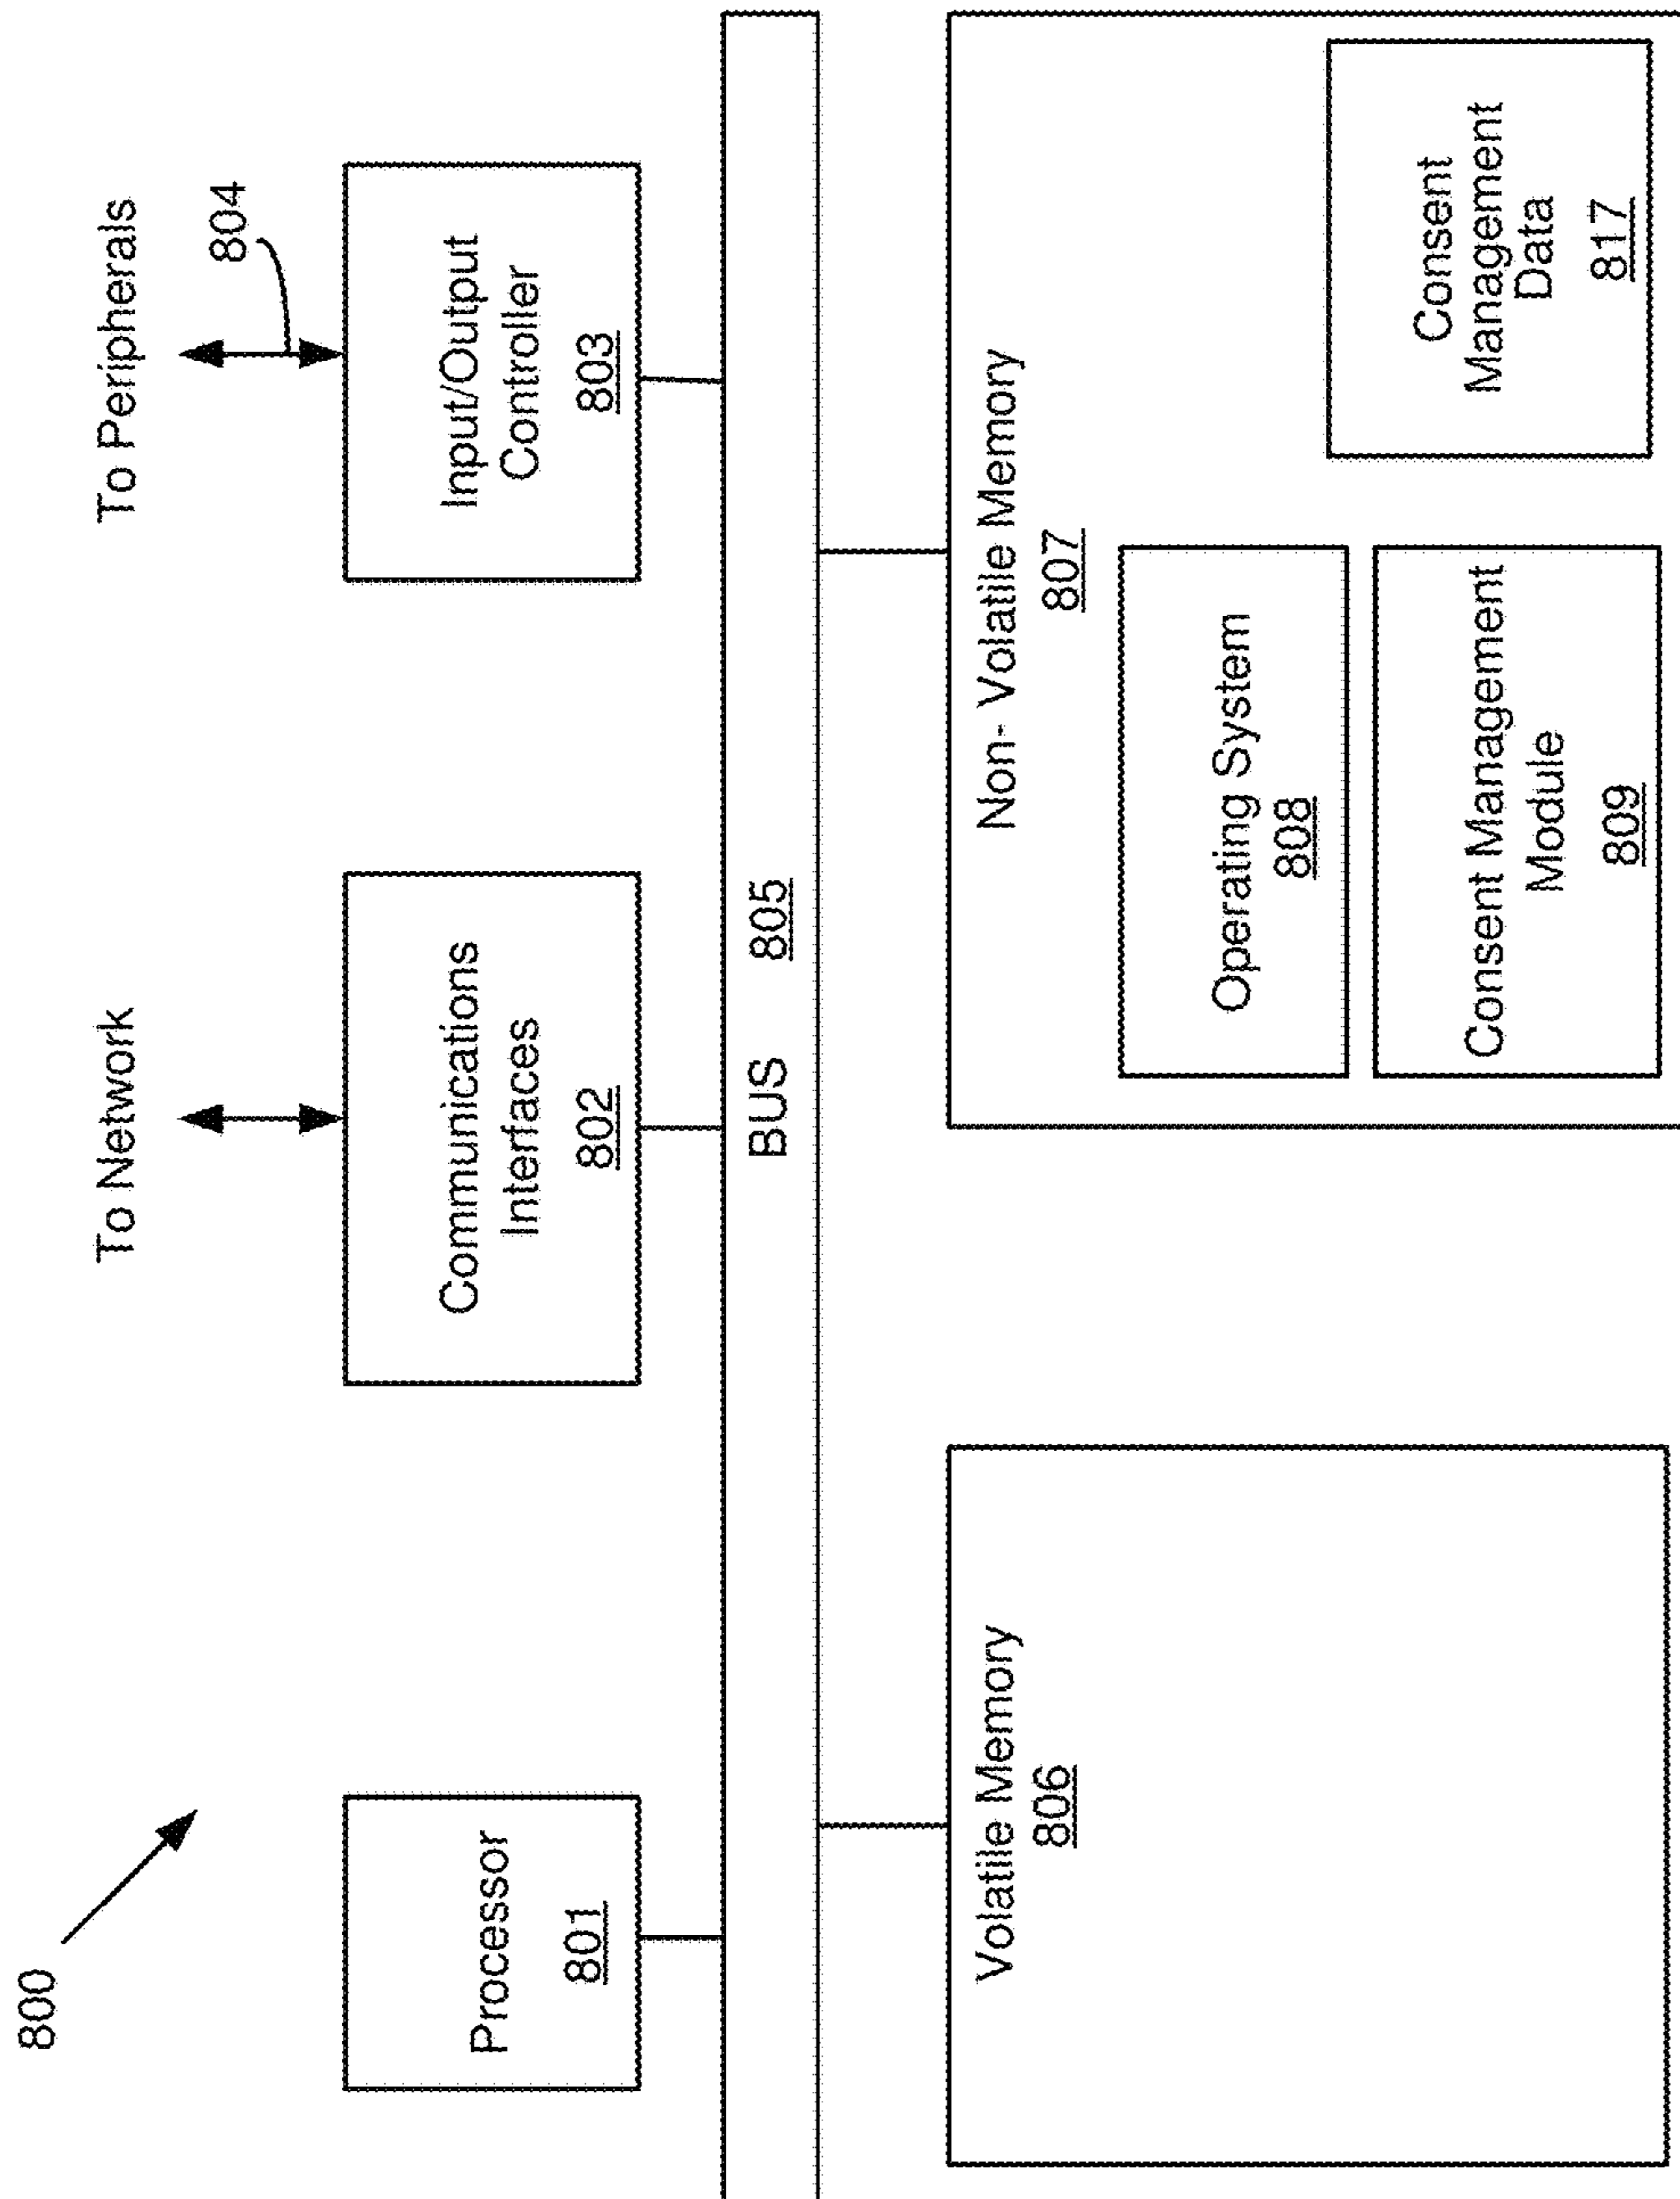 800
To Network
To Peripherals
804
Processor
801
Communications
Interfaces
802
Input/Output
Controller
803
BUS 805
Volatile Memory
806
Non- Volatile Memory
807
Operating System
808
Consent Management
Module
809
Consent
Management
Data
817